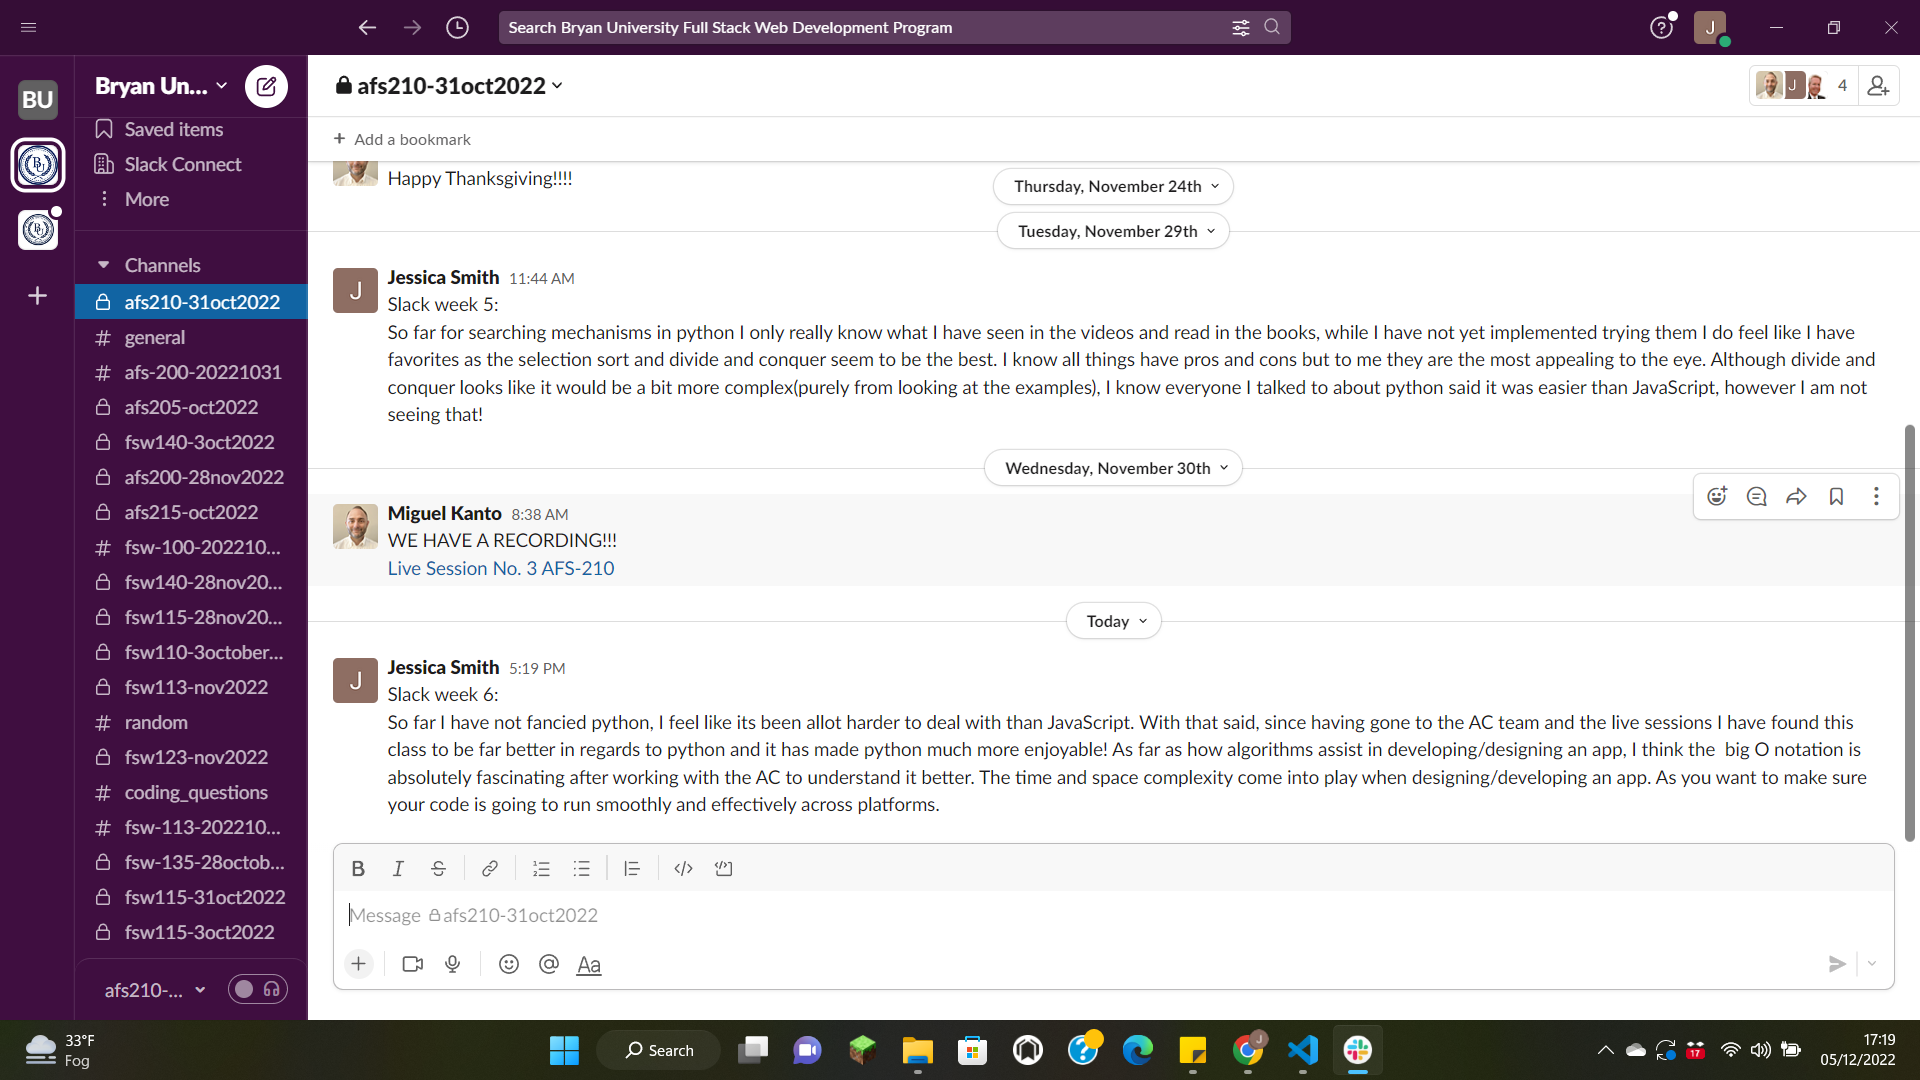 Search Bryan University Full Stack Web Development Program
J
BU
Bryan Un...
Saved items
Slack Connect
More
Channels
afs210-31oct2022
general
afs-200-20221031
afs205-oct2022
fsw140-3oct2022
afs200-28nov2022
afs215-oct2022
fsw-100-202210...
fsw140-28nov20...
fsw115-28nov20...
fsw110-3october...
fsw113-nov2022
random
fsw123-nov2022
coding_questions
fsw-113-202210...
fsw-135-28octob...
fsw115-31oct2022
fsw115-3oct2022
afs210-...
afs210-31oct2022
J 4
+ Add a bookmark
Happy Thanksgiving!!!!
Thursday, November 24th
Tuesday, November 29th
J
Jessica Smith 11:44 AM
Slack week 5:
So far for searching mechanisms in python I only really know what I have seen in the videos and read in the books, while I have not yet implemented trying them I do feel like I have
favorites as the selection sort and divide and conquer seem to be the best. I know all things have pros and cons but to me they are the most appealing to the eye. Although divide and
conquer looks like it would be a bit more complex(purely from looking at the examples), I know everyone I talked to about python said it was easier than JavaScript, however I am not
seeing that!
Wednesday, November 30th
Miguel Kanto 8:38 AM
WE HAVE A RECORDING!!!
Live Session No. 3 AFS-210
Today
J
Jessica Smith 5:19 PM
Slack week 6:
So far I have not fancied python, I feel like its been allot harder to deal with than JavaScript. With that said, since having gone to the AC team and the live sessions I have found this
class to be far better in regards to python and it has made python much more enjoyable! As far as how algorithms assist in developing/designing an app, I think the  big O notation is
absolutely fascinating after working with the AC to understand it better. The time and space complexity come into play when designing/developing an app. As you want to make sure
your code is going to run smoothly and effectively across platforms.
B I S
Message afs210-31oct2022
Aa
33°F
Fog
Search
17
17:19
05/12/2022